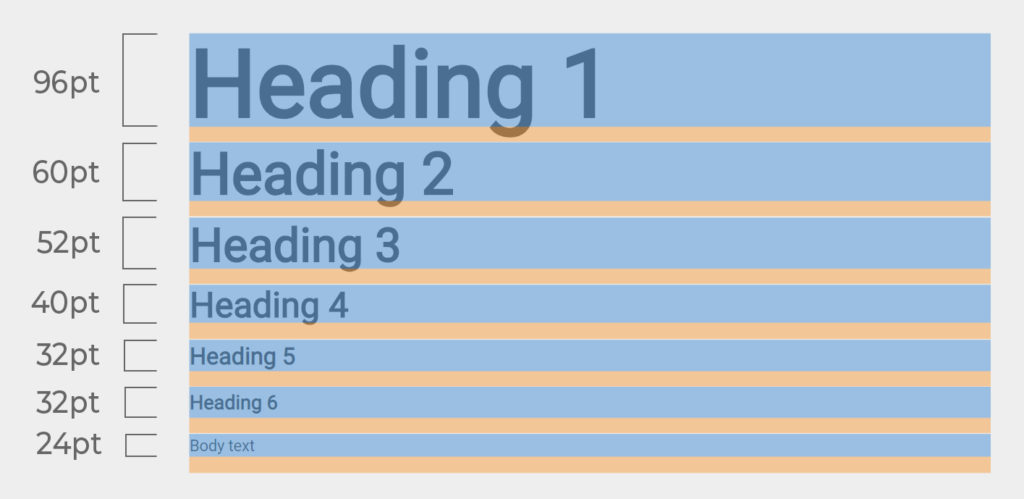 96pt Heading 1
60pt Heading 2
52pt Heading 3
40pt Heading 4
32pt Heading 5
32pt Heading 6
24pt Body text